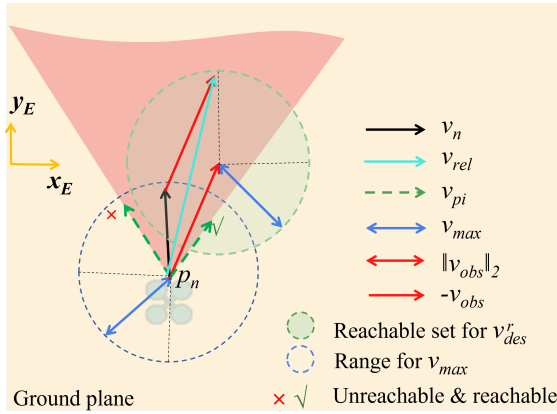 y_E
x_E
×
√
p_n
v_n
v_rel
v_pi
v_max
‖v_obs‖_2
-v_obs
Reachable set for v^r_des
Range for v_max
× √ Unreachable & reachable
Ground plane